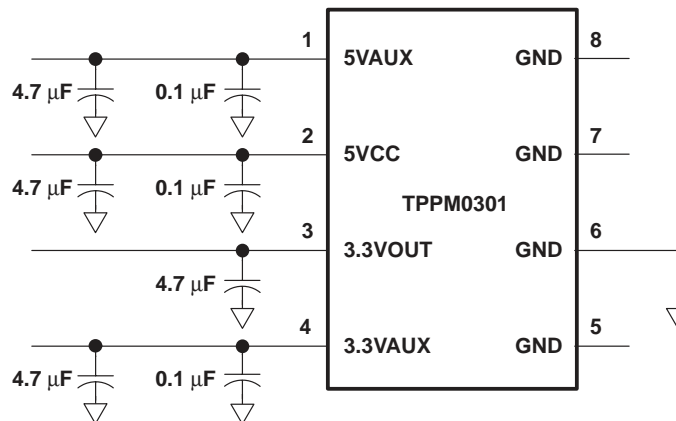 1 5VAUX GND 8
4.7 μF 0.1 μF
2 5VCC GND 7
4.7 μF 0.1 μF
TPPM0301
3 3.3VOUT GND 6
4.7 μF
4 3.3VAUX GND 5
4.7 μF 0.1 μF